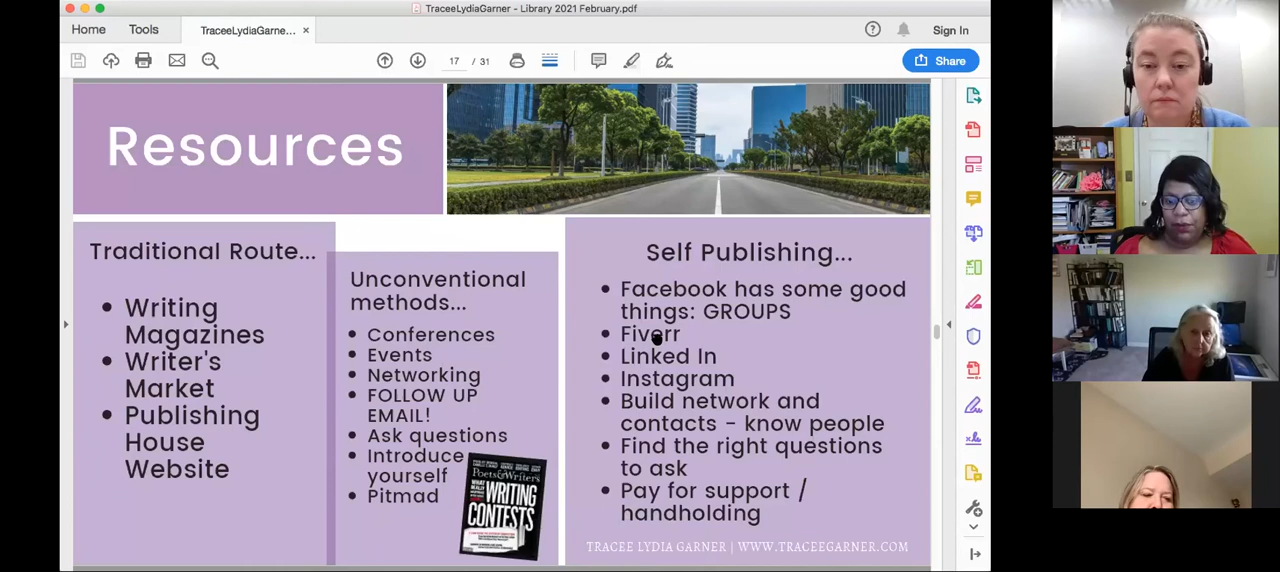 TraceeLydiaGarner - Library 2021 February.pdf
Home
Tools
TraceeLydiaGarne...
Sign In
17 / 31
Share
Resources
Traditional Route...
Writing
Magazines
Writer's
Market
Publishing
House
Website
Unconventional
methods...
Conferences
Events
Networking
FOLLOW UP
EMAIL!
Ask questions
Introduce
yourself
Pitmad
Poets&Writers
WRITING
CONTESTS
Self Publishing...
Facebook has some good
things: GROUPS
Fiverr
Linked In
Instagram
Build network and
contacts - know people
Find the right questions
to ask
Pay for support /
handholding
TRACEE LYDIA GARNER | WWW.TRACEEGARNER.COM